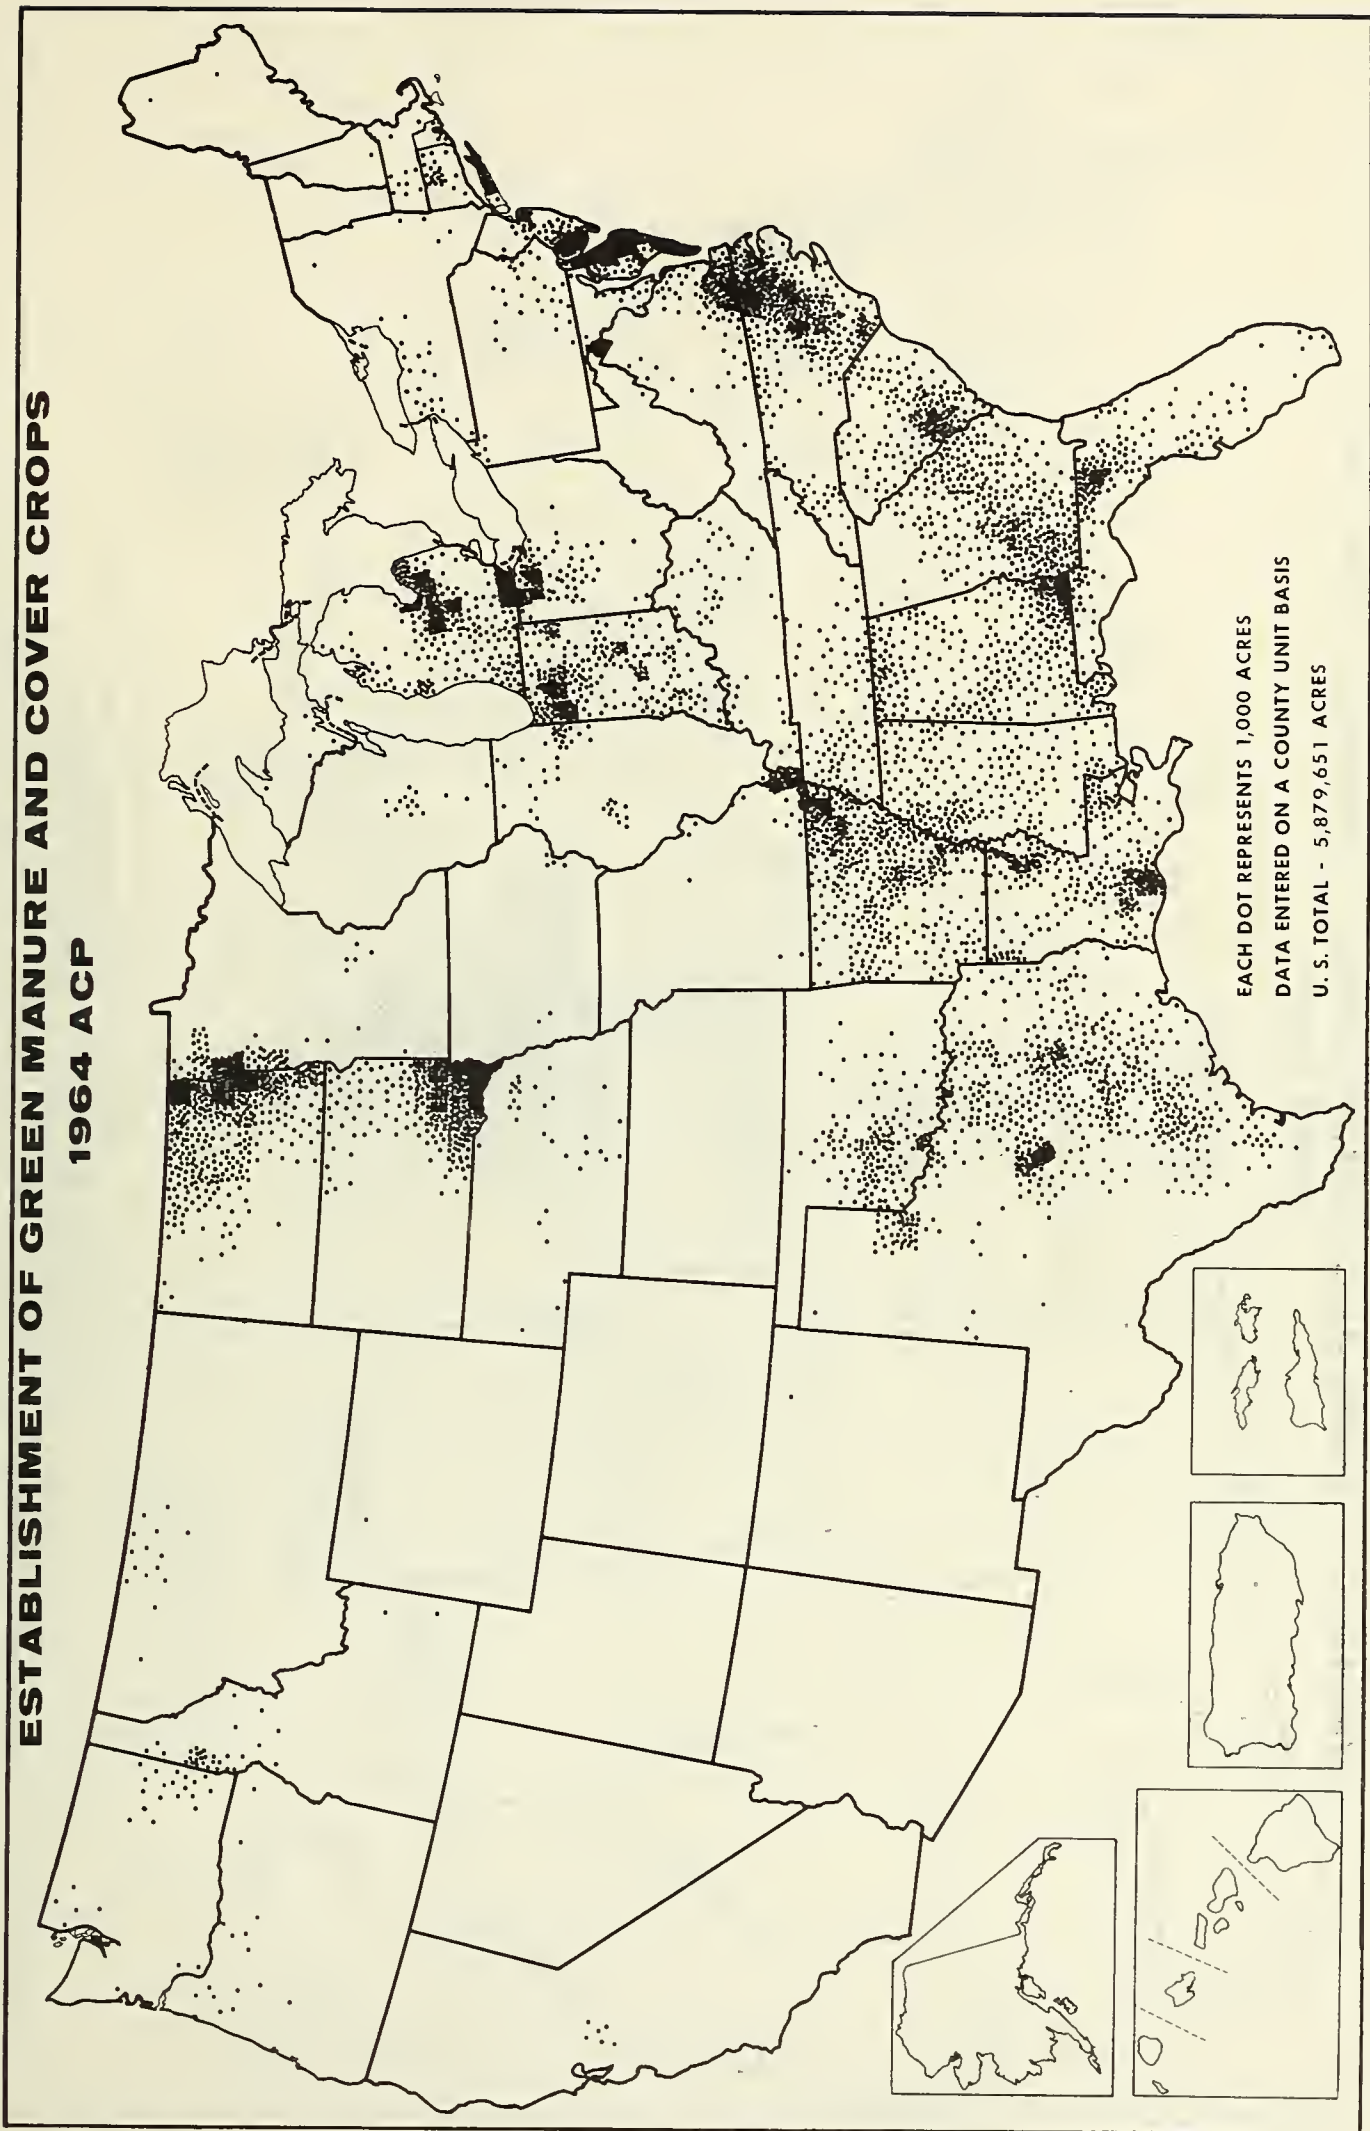 ESTABLISHMENT OF GREEN MANURE AND COVER CROPS
1964 ACP
EACH DOT REPRESENTS 1,000 ACRES
DATA ENTERED ON A COUNTY UNIT BASIS
U. S. TOTAL - 5,879,651 ACRES